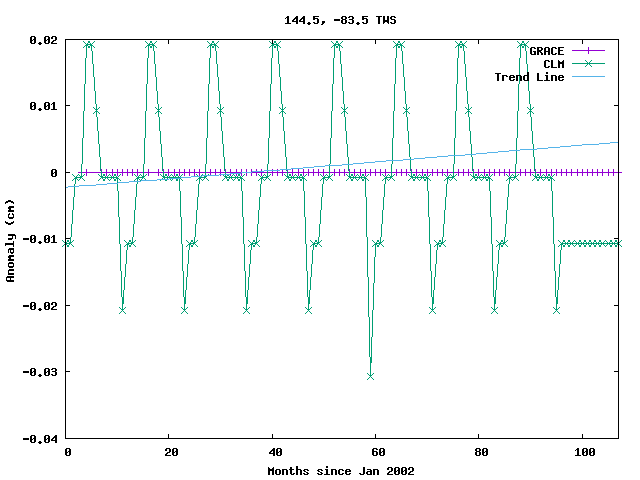 144.5, -83.5 TWS
GRACE
CLM
Trend Line
0.02
0.01
0
-0.01
-0.02
-0.03
-0.04
Anomaly (cm)
0 20 40 60 80 100
Months since Jan 2002